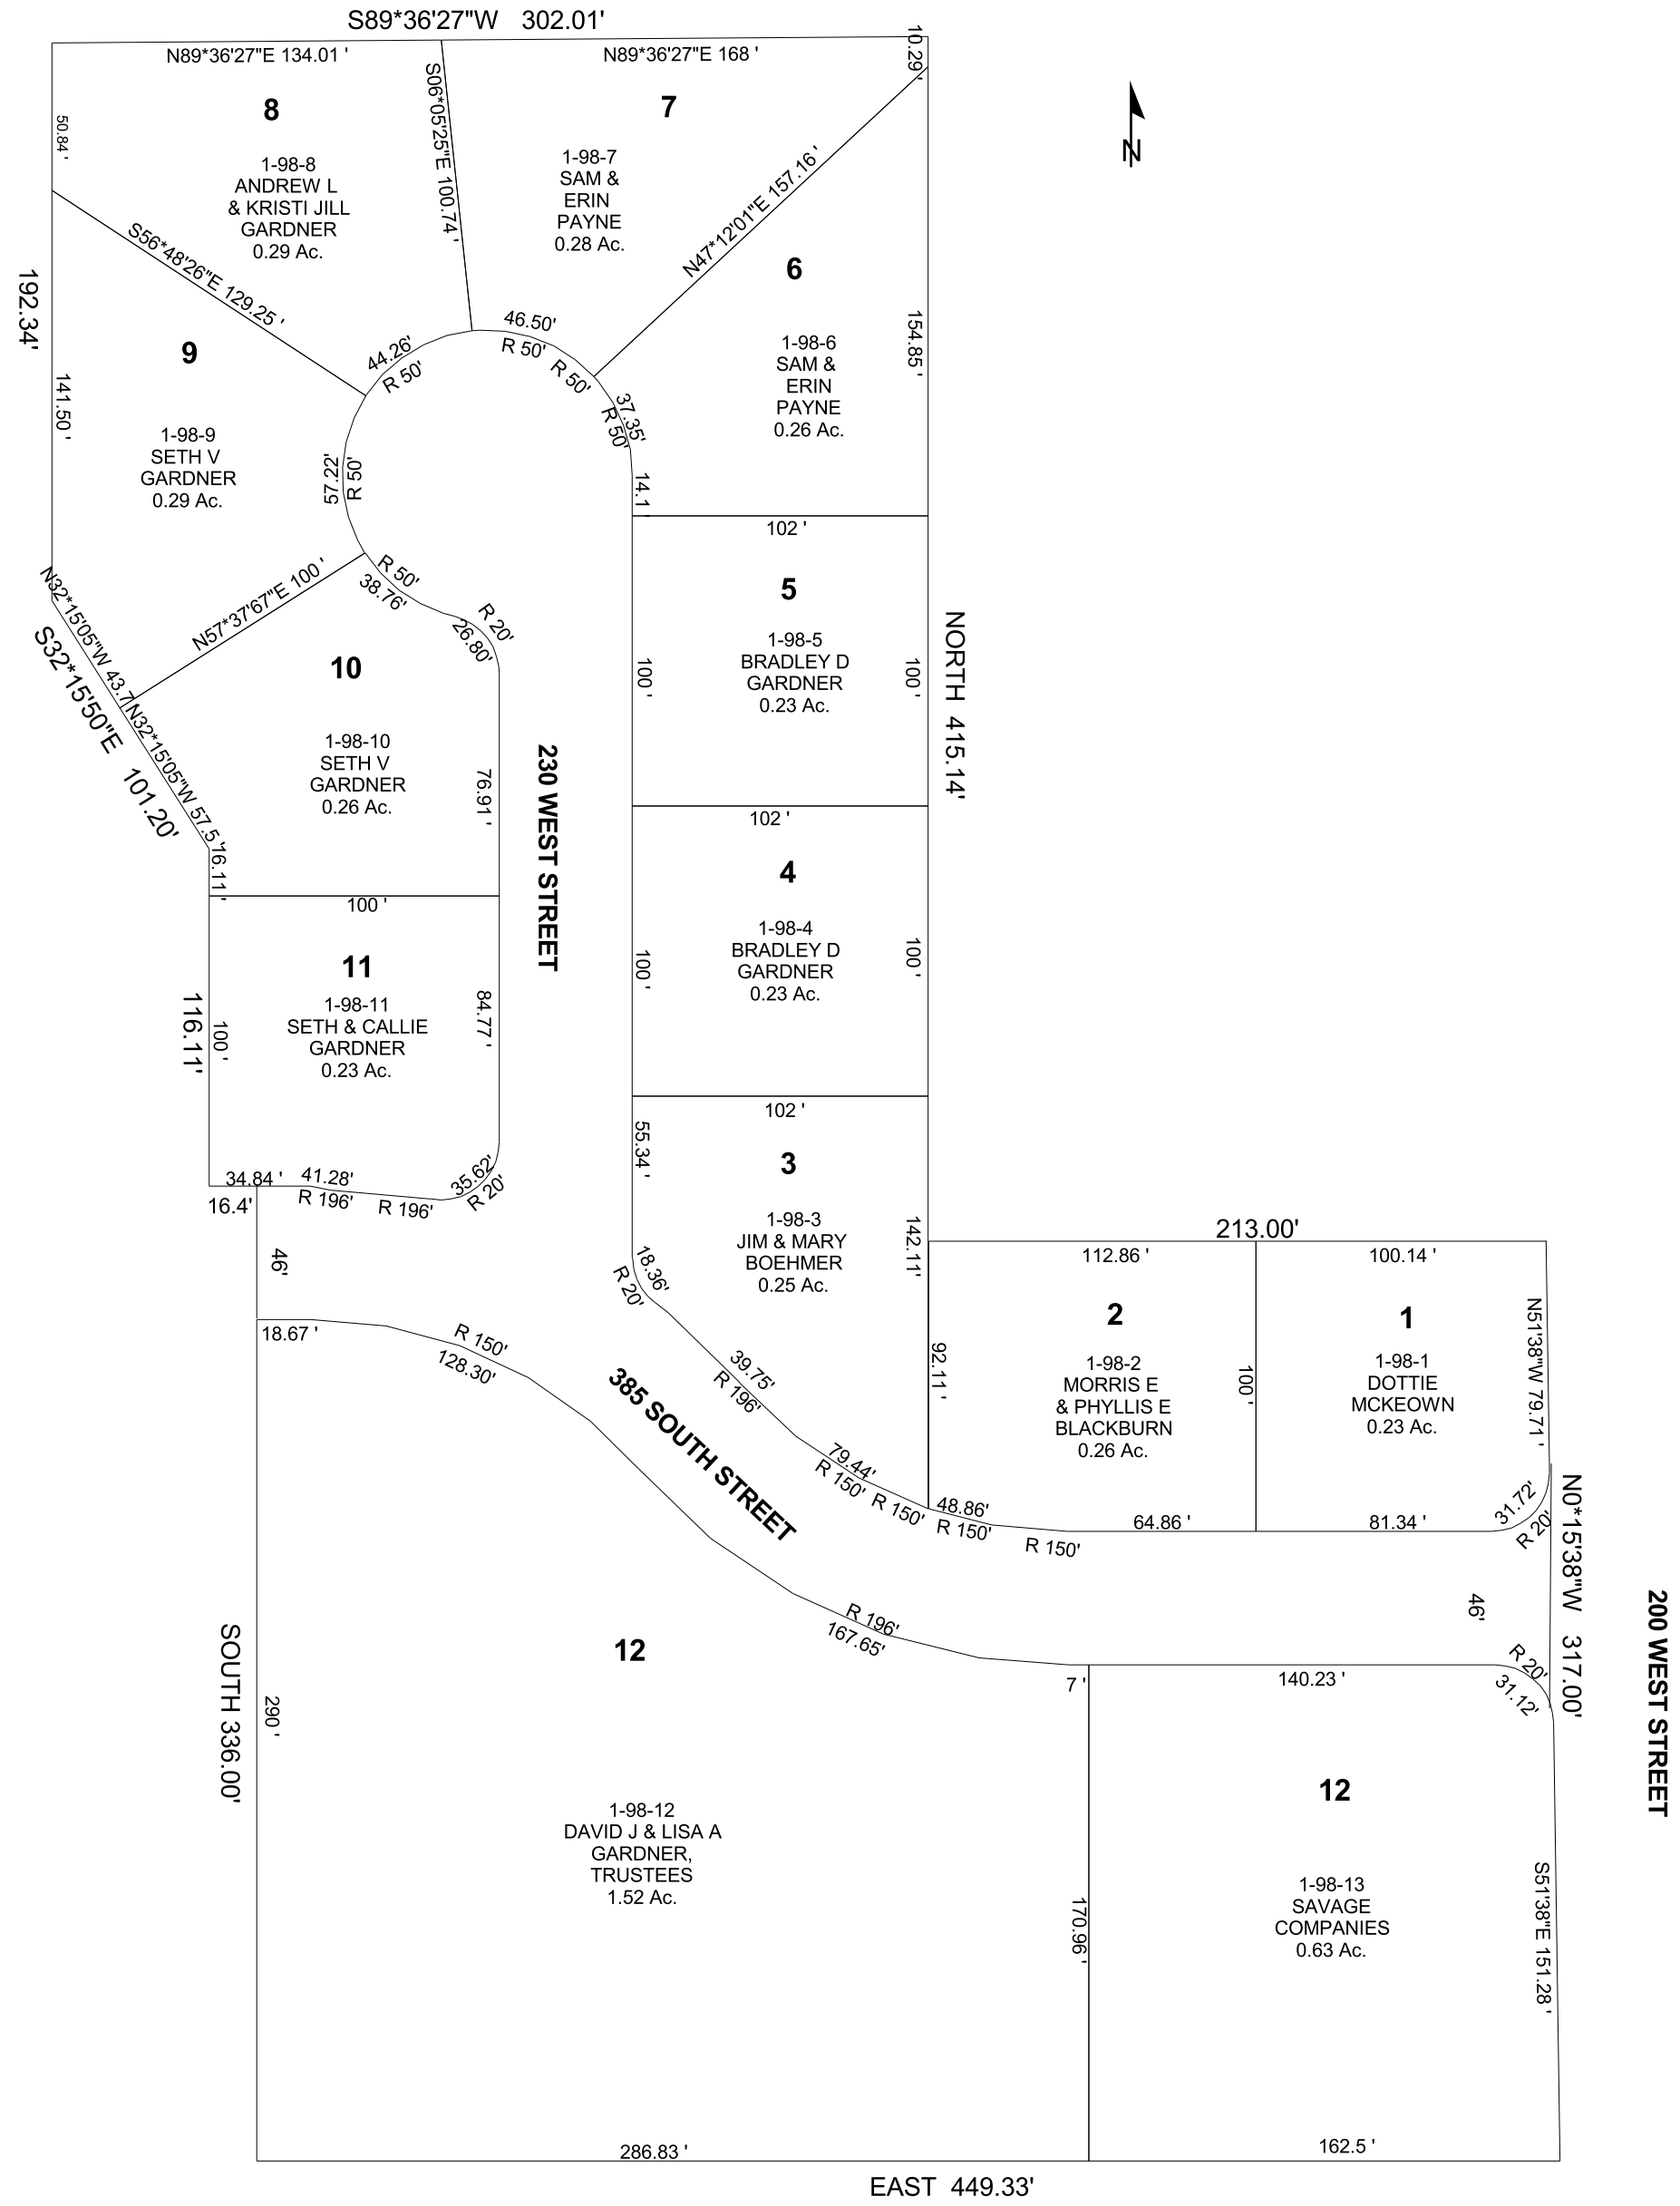 S89*36'27"W 302.01'
N89*36'27"E 134.01 '
N89*36'27"E 168 '
10.29 '
S06*05'25"E 100.74 '
50.84 '
8
1-98-8
ANDREW L
& KRISTI JILL
GARDNER
0.29 Ac.
7
1-98-7
SAM &
ERIN
PAYNE
0.28 Ac.
N
N47*12'01"E 157.16 '
S56*48'26"E 129.25 '
6
1-98-6
SAM &
ERIN
PAYNE
0.26 Ac.
154.85 '
192.34'
141.50 '
9
1-98-9
SETH V
GARDNER
0.29 Ac.
44.26'
R 50'
46.50'
R 50'
R 50'
37.35'
R 50'
14.1 '
57.22'
R 50'
R 50'
38.76'
R 20'
26.80'
102 '
5
1-98-5
BRADLEY D
GARDNER
0.23 Ac.
100 '
100 '
NORTH 415.14'
N57*37'67"E 100 '
N32*15'05"W 43.7
S32*15'50"E 101.20'
N32*15'05"W 57.5 '
16.11 '
10
1-98-10
SETH V
GARDNER
0.26 Ac.
76.91 '
230 WEST STREET
102 '
4
1-98-4
BRADLEY D
GARDNER
0.23 Ac.
100 '
100 '
100 '
11
1-98-11
SETH & CALLIE
GARDNER
0.23 Ac.
116.11'
100 '
84.77 '
34.84 '
41.28'
35.62'
16.4'
R 196'
R 196'
R 20'
102 '
55.34 '
3
1-98-3
JIM & MARY
BOEHMER
0.25 Ac.
142.11'
18.36'
R 20'
46'
18.67 '
R 150'
128.30'
39.75'
R 196'
385 SOUTH STREET
79.44'
R 150'
R 150'
213.00'
112.86 '
100.14 '
2
1-98-2
MORRIS E
& PHYLLIS E
BLACKBURN
0.26 Ac.
92.11 '
100 '
1
1-98-1
DOTTIE
MCKEOWN
0.23 Ac.
N51'38"W 79.71 '
48.86'
R 150'
R 150'
64.86 '
81.34 '
31.72'
R 20'
N0*15'38"W 317.00'
46'
200 WEST STREET
R 196'
167.65'
7 '
140.23 '
R 20'
31.12'
SOUTH 336.00'
290 '
12
1-98-12
DAVID J & LISA A
GARDNER,
TRUSTEES
1.52 Ac.
170.96 '
12
1-98-13
SAVAGE
COMPANIES
0.63 Ac.
S51'38"E 151.28 '
286.83 '
162.5 '
EAST 449.33'